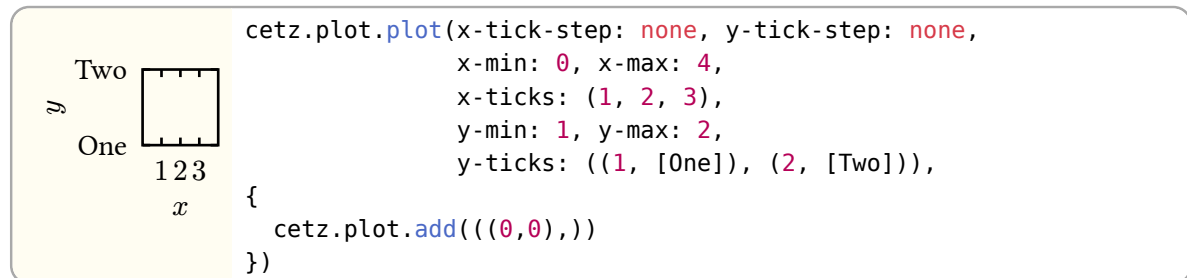 Two
y
One
1 2 3
x
cetz.plot.plot(x-tick-step: none, y-tick-step: none,
               x-min: 0, x-max: 4,
               x-ticks: (1, 2, 3),
               y-min: 1, y-max: 2,
               y-ticks: ((1, [One]), (2, [Two])),
{
  cetz.plot.add(((0,0),))
})